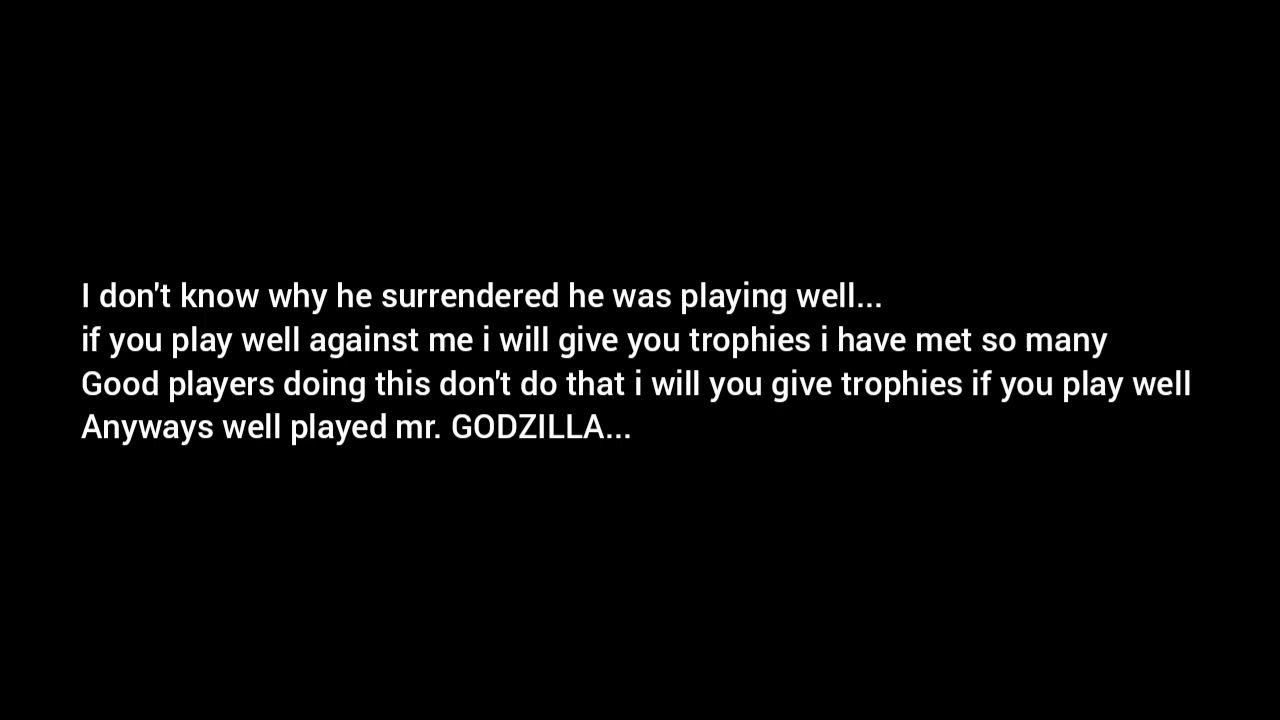 I don't know why he surrendered he was playing well...
if you play well against me i will give you trophies i have met so many
Good players doing this don't do that i will you give trophies if you play well
Anyways well played mr. GODZILLA...